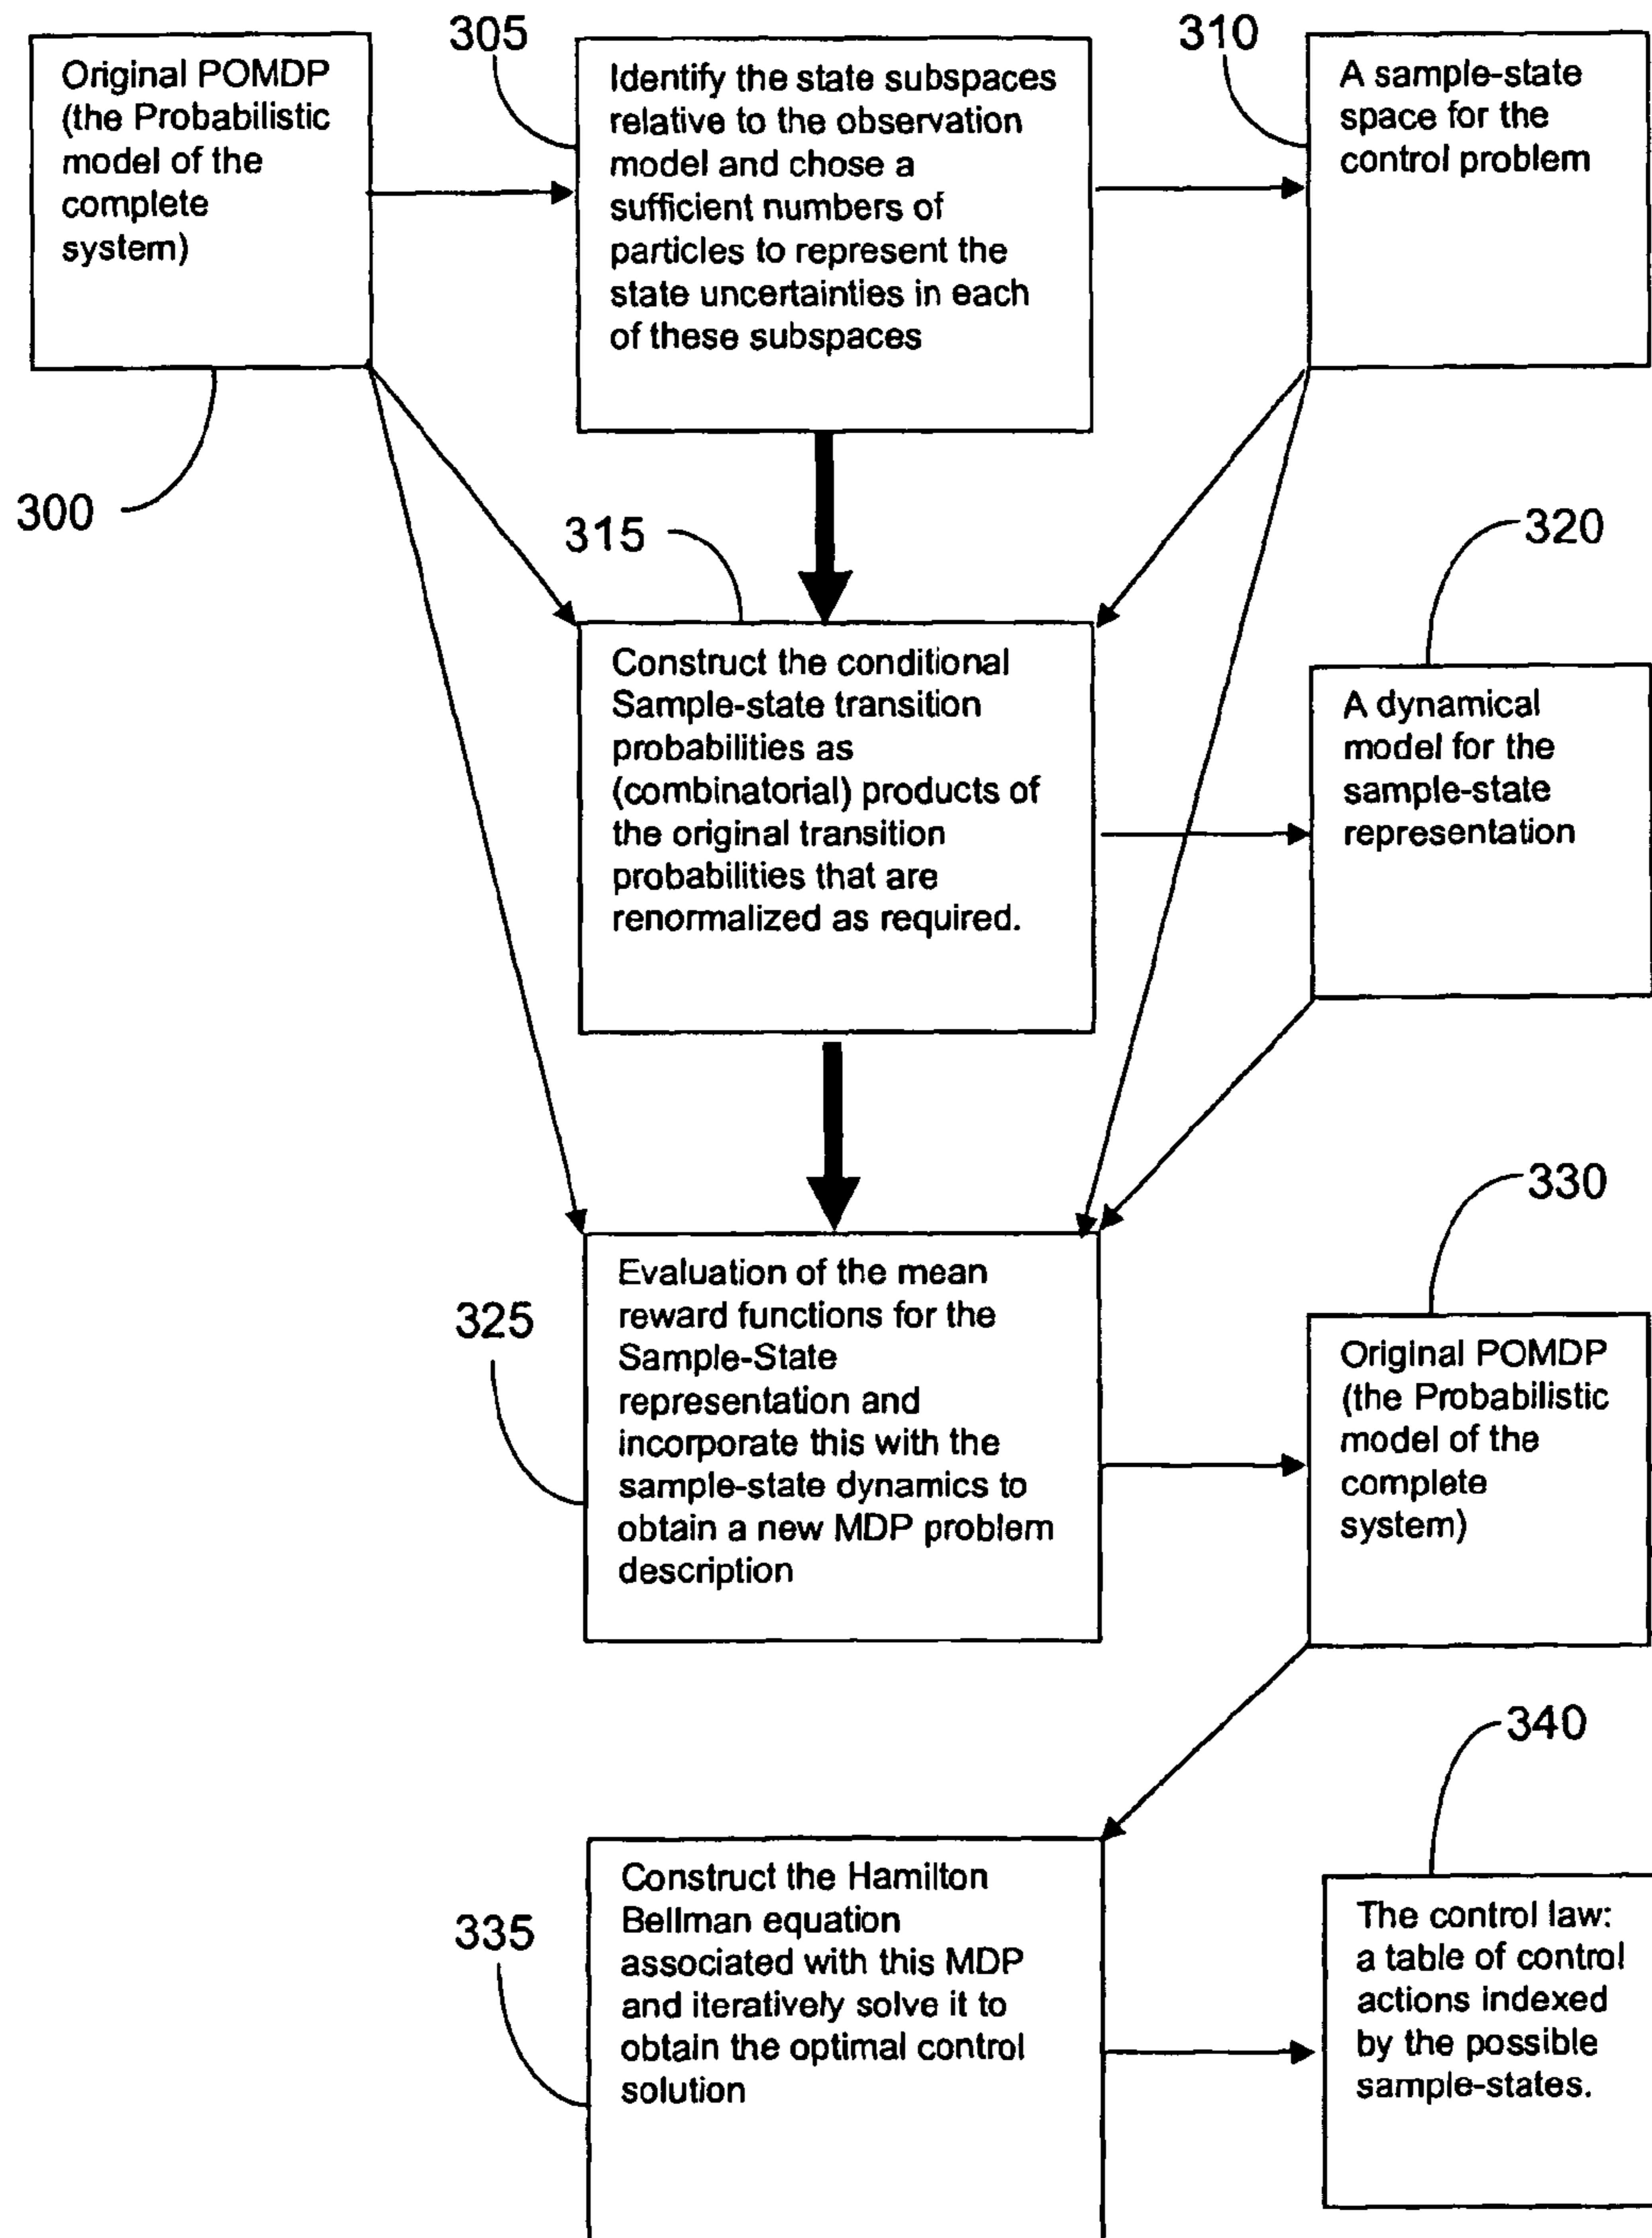 300
Original POMDP
(the Probabilistic
model of the
complete
system)
305
Identify the state subspaces
relative to the observation
model and chose a
sufficient numbers of
particles to represent the
state uncertainties in each
of these subspaces
310
A sample-state
space for the
control problem
315
Construct the conditional
Sample-state transition
probabilities as
(combinatorial) products of
the original transition
probabilities that are
renormalized as required.
320
A dynamical
model for the
sample-state
representation
325
Evaluation of the mean
reward functions for the
Sample-State
representation and
incorporate this with the
sample-state dynamics to
obtain a new MDP problem
description
330
Original POMDP
(the Probabilistic
model of the
complete
system)
335
Construct the Hamilton
Bellman equation
associated with this MDP
and iteratively solve it to
obtain the optimal control
solution
340
The control law:
a table of control
actions indexed
by the possible
sample-states.